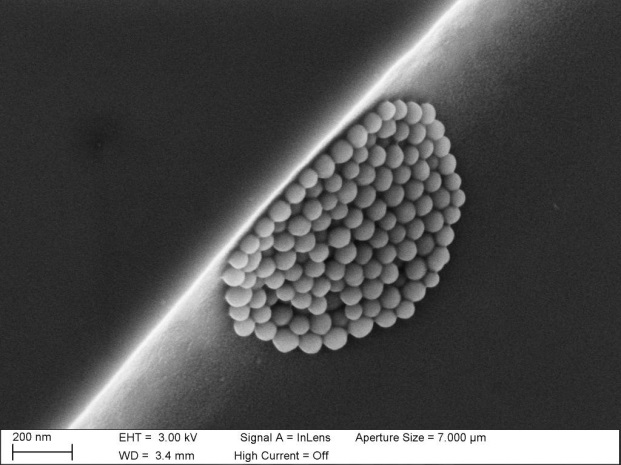 200 nm EHT = 3.00 kV Signal A = InLens Aperture Size = 7.000 µm
WD = 3.4 mm High Current = Off